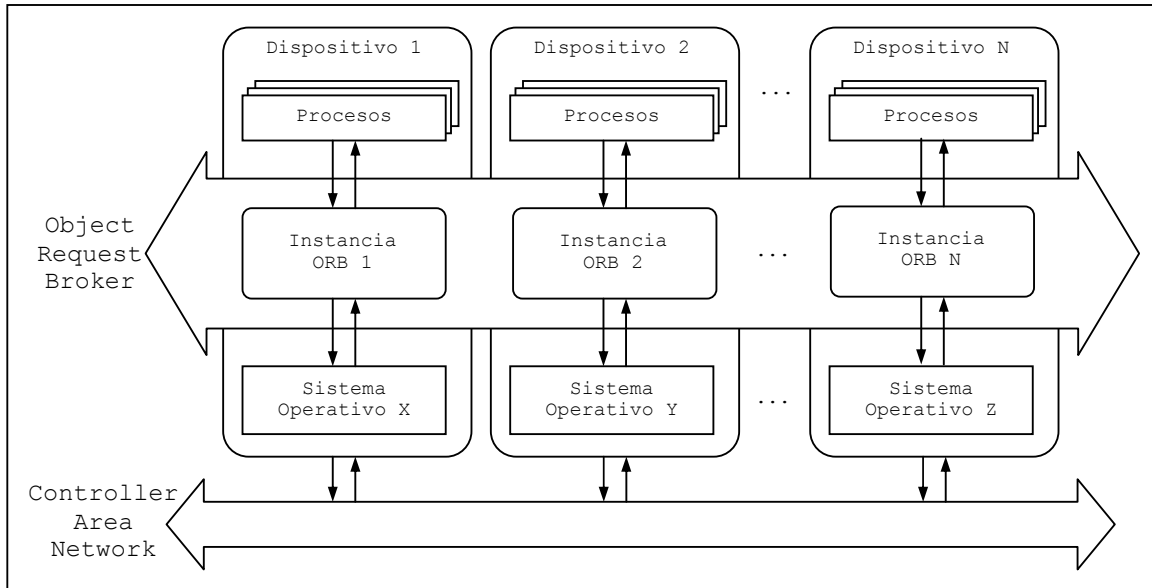 Dispositivo 1
Dispositivo 2
Dispositivo N
...
Procesos
Procesos
Procesos
Object
Request
Broker
Instancia
ORB 1
Instancia
ORB 2
...
Instancia
ORB N
Sistema
Operativo X
Sistema
Operativo Y
...
Sistema
Operativo Z
Controller
Area
Network